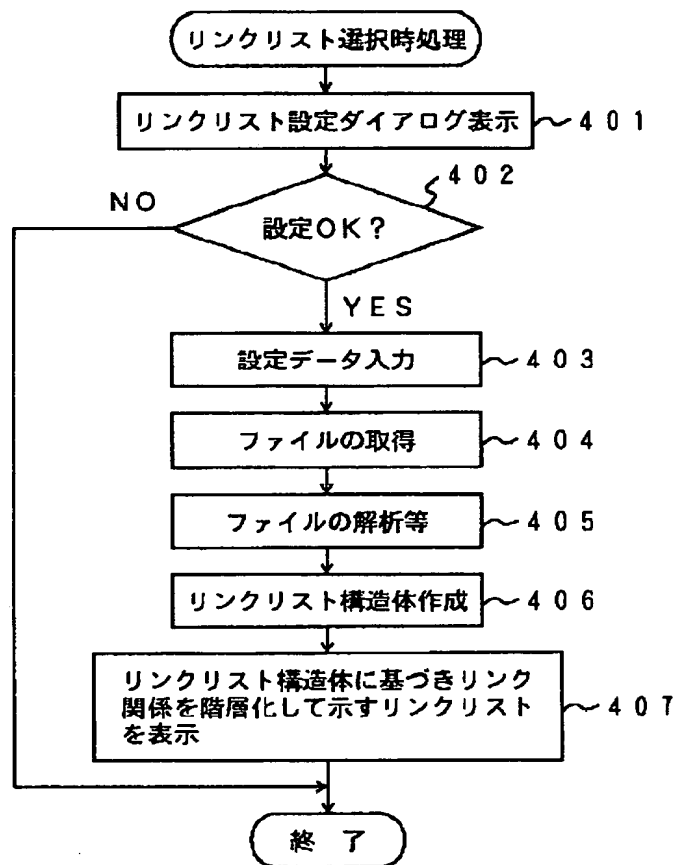 リンクリスト選択時処理
リンクリスト設定ダイアログ表示
401
402
NO
設定OK?
YES
設定データ入力
403
ファイルの取得
404
ファイルの解析等
405
リンクリスト構造体作成
406
リンクリスト構造体に基づきリンク
関係を階層化して示すリンクリスト
を表示
407
終了